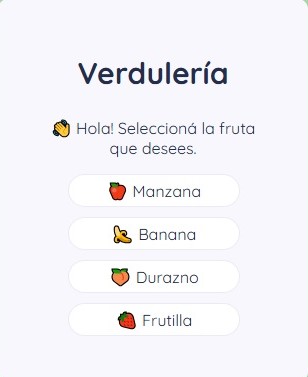 Verdulería
👋 Hola! Seleccioná la fruta
que desees.
🍎 Manzana
🍌 Banana
🍑 Durazno
🍓 Frutilla